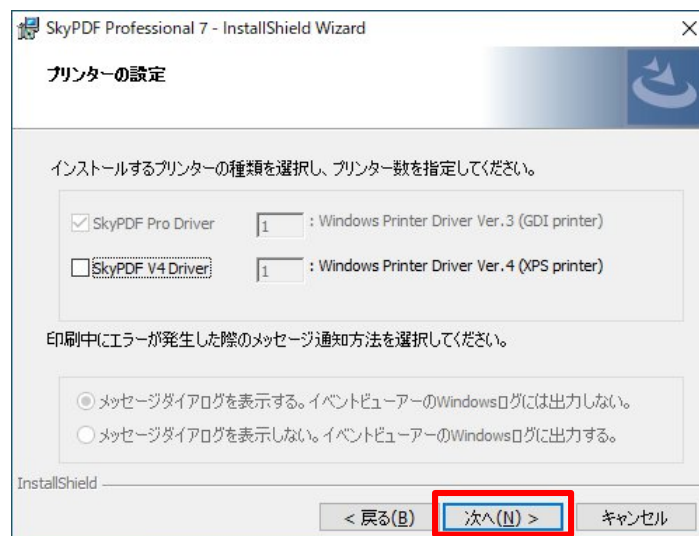 SkyPDF Professional 7 - InstallShield Wizard
プリンターの設定
インストールするプリンターの種類を選択し、プリンター数を指定してください。
SkyPDF Pro Driver 1 : Windows Printer Driver Ver.3 (GDI printer)
SkyPDF V4 Driver 1 : Windows Printer Driver Ver.4 (XPS printer)
印刷中にエラーが発生した際のメッセージ通知方法を選択してください。
メッセージダイアログを表示する。イベントビューアーのWindowsログには出力しない。
メッセージダイアログを表示しない。イベントビューアーのWindowsログに出力する。
InstallShield
< 戻る(B) 次へ(N) > キャンセル